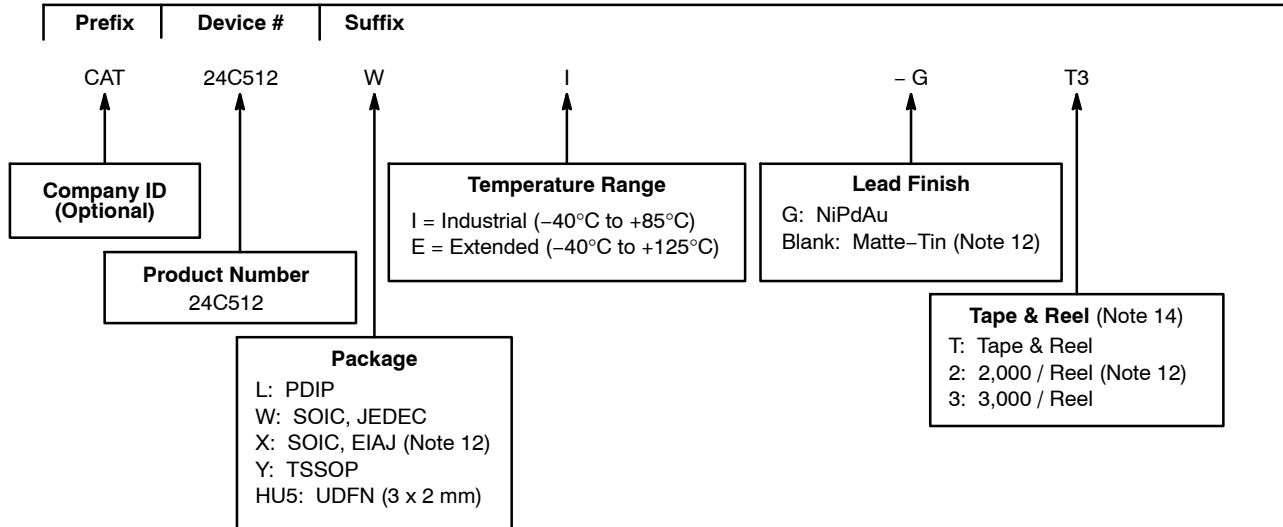 Prefix Device # Suffix
CAT 24C512 W I – G T3
Company ID
(Optional)
Temperature Range
I = Industrial (−40°C to +85°C)
E = Extended (−40°C to +125°C)
Lead Finish
G: NiPdAu
Blank: Matte−Tin (Note 12)
Product Number
24C512
Tape & Reel (Note 14)
T: Tape & Reel
2: 2,000 / Reel (Note 12)
3: 3,000 / Reel
Package
L: PDIP
W: SOIC, JEDEC
X: SOIC, EIAJ (Note 12)
Y: TSSOP
HU5: UDFN (3 x 2 mm)